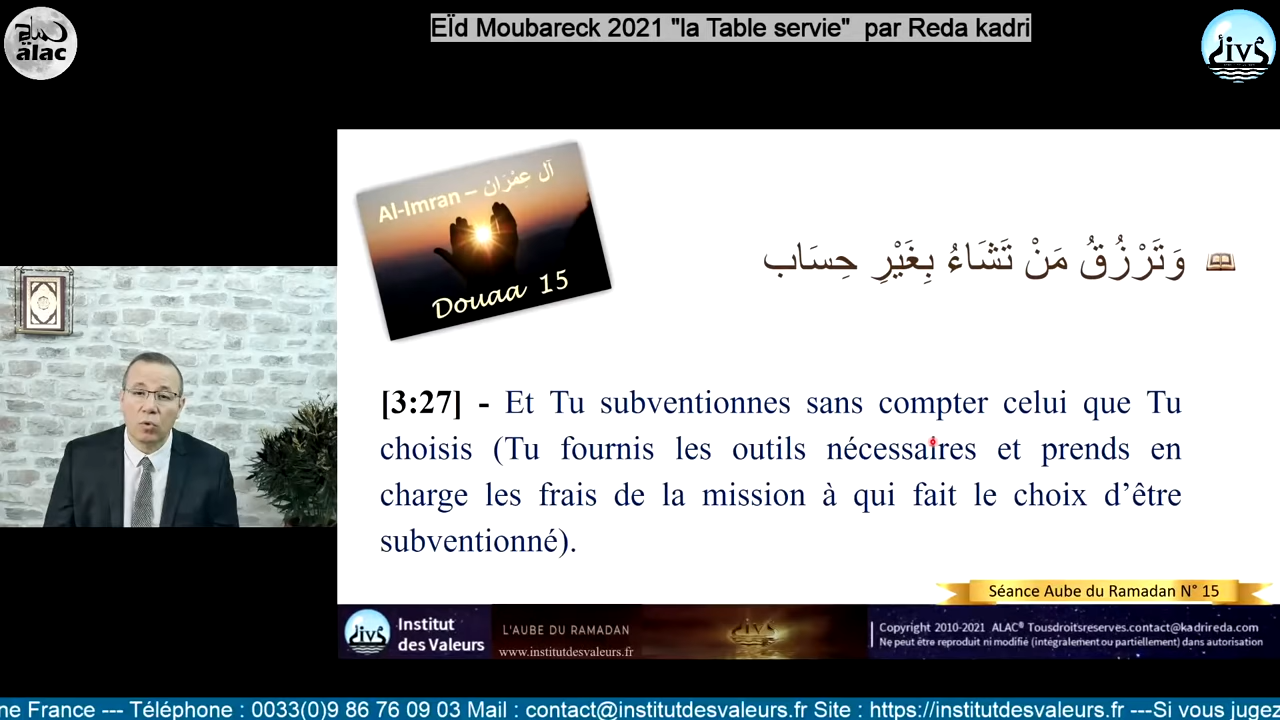 EÏd Moubareck 2021 "la Table servie" par Reda kadri
älac
ivs
Al-Imran – آل عِمْرَان
Douaa 15
وَتَرْزُقُ مَنْ تَشَاءُ بِغَيْرِ حِسَاب
[3:27] - Et Tu subventionnes sans compter celui que Tu
choisis (Tu fournis les outils nécessaires et prends en
charge les frais de la mission à qui fait le choix d’être
subventionné).
Séance Aube du Ramadan N° 15
Institut
des Valeurs
L'AUBE DU RAMADAN
www.institutdesvaleurs.fr
Copyright 2010-2021 ALAC® Tousdroitsreserves.contact@kadrireda.com
Ne peut être reproduit ni modifié (intégralement ou partiellement) dans autorisation
ne France --- Téléphone : 0033(0)9 86 76 09 03 Mail : contact@institutdesvaleurs.fr Site : https://institutdesvaleurs.fr ---Si vous jugez